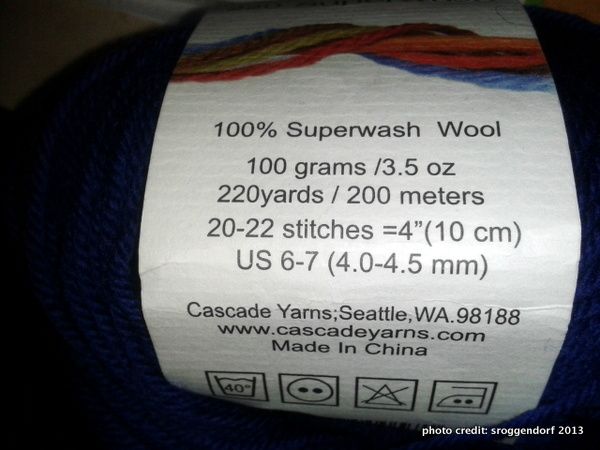 100% Superwash Wool
100 grams /3.5 oz
220yards / 200 meters
20-22 stitches =4”(10 cm)
US 6-7 (4.0-4.5 mm)
Cascade Yarns;Seattle,WA.98188
www.cascadeyarns.com
Made In China
40°
photo credit: sroggendorf 2013